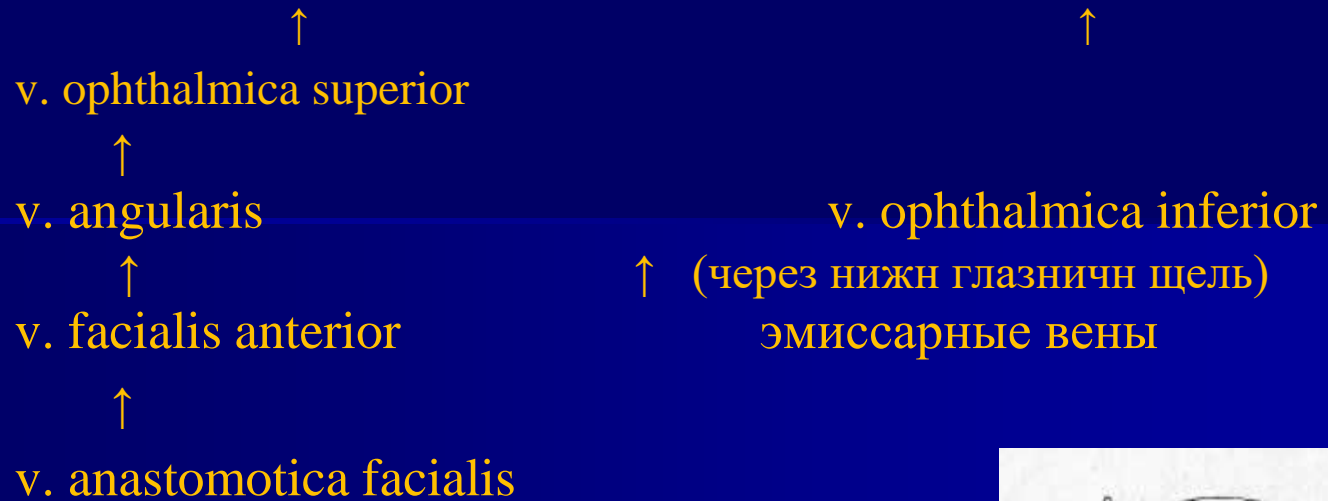 ↑ ↑
v. ophthalmica superior
↑
v. angularis v. ophthalmica inferior
↑ ↑ (через нижн глазничн щель)
v. facialis anterior эмиссарные вены
↑
v. anastomotica facialis